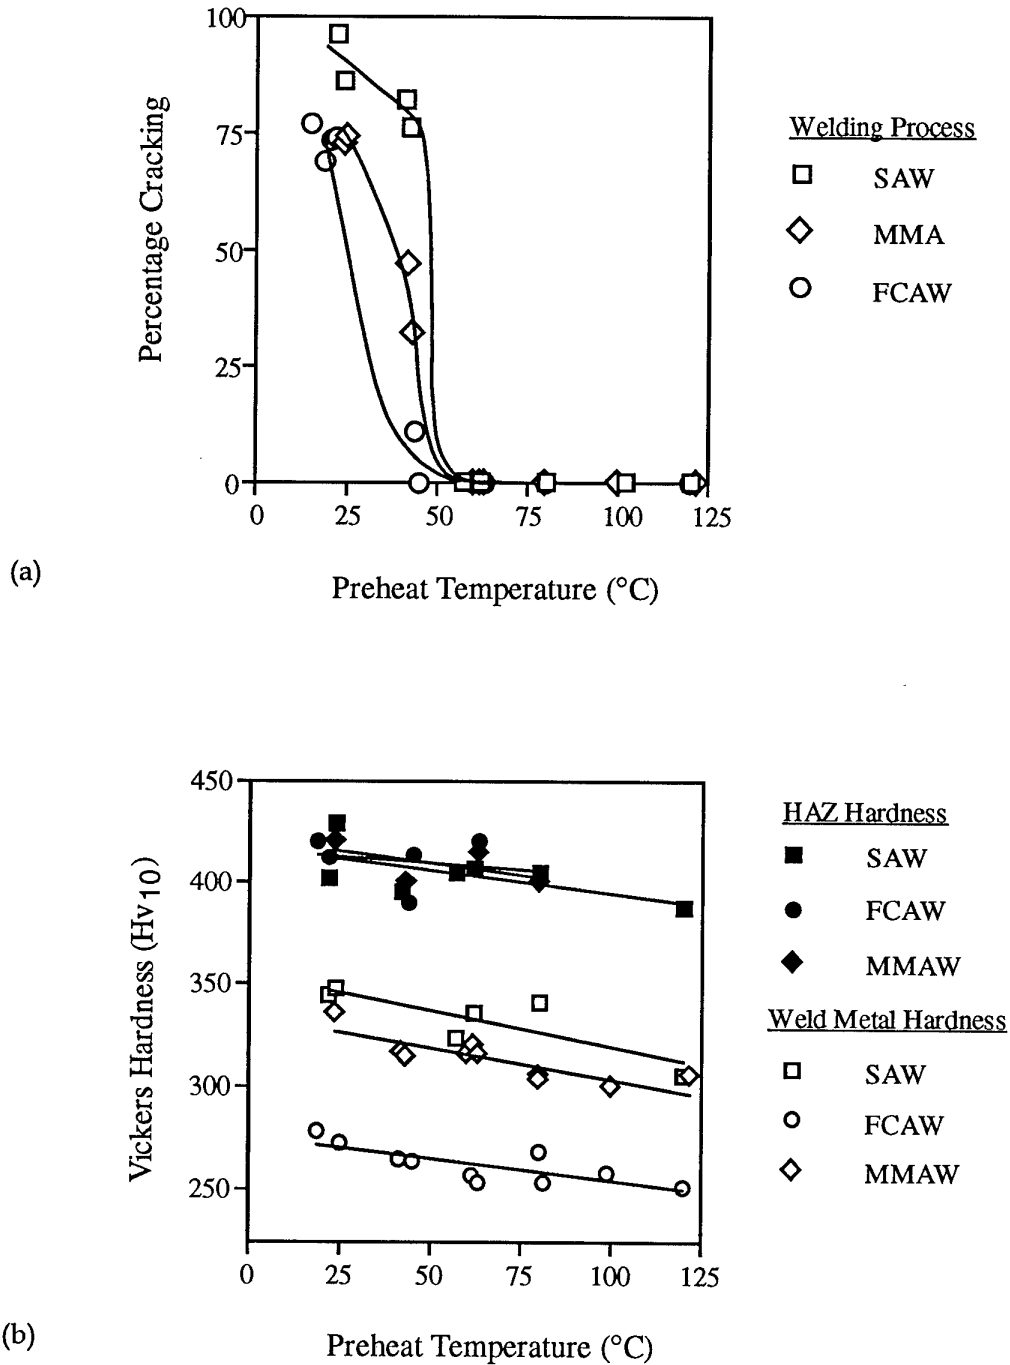 100
75
50
25
0
Percentage Cracking
0 25 50 75 100 125
Preheat Temperature (°C)
Welding Process
SAW
MMA
FCAW
(a)
450
400
350
300
250
Vickers Hardness (Hv10)
0 25 50 75 100 125
Preheat Temperature (°C)
HAZ Hardness
SAW
FCAW
MMAW
Weld Metal Hardness
SAW
FCAW
MMAW
(b)